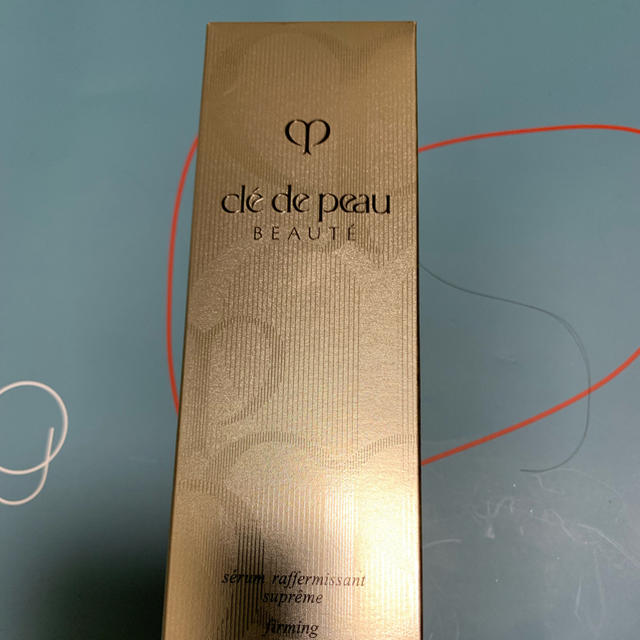 clé de peau
BEAUTÉ
sérum raffermissant
suprême
firming